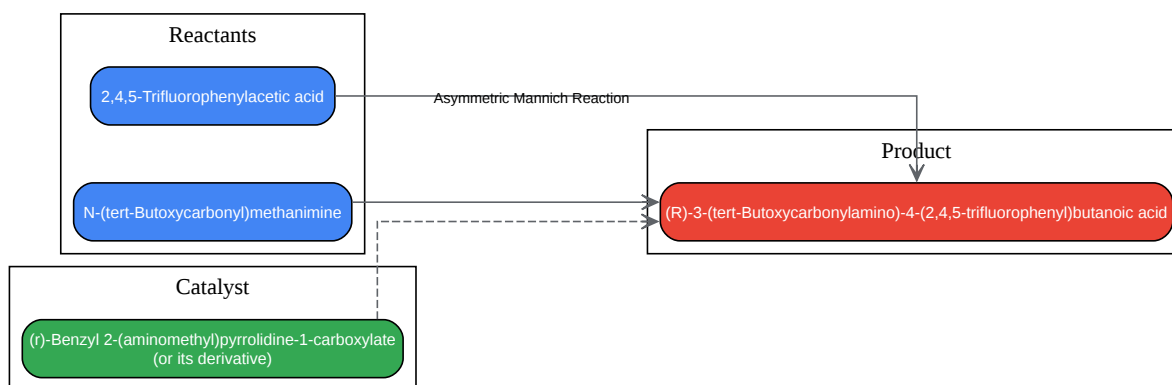 Reactants
2,4,5-Trifluorophenylacetic acid
Asymmetric Mannich Reaction
Product
N-(tert-Butoxycarbonyl)methanimine
(R)-3-(tert-Butoxycarbonylamino)-4-(2,4,5-trifluorophenyl)butanoic acid
Catalyst
(r)-Benzyl 2-(aminomethyl)pyrrolidine-1-carboxylate
(or its derivative)